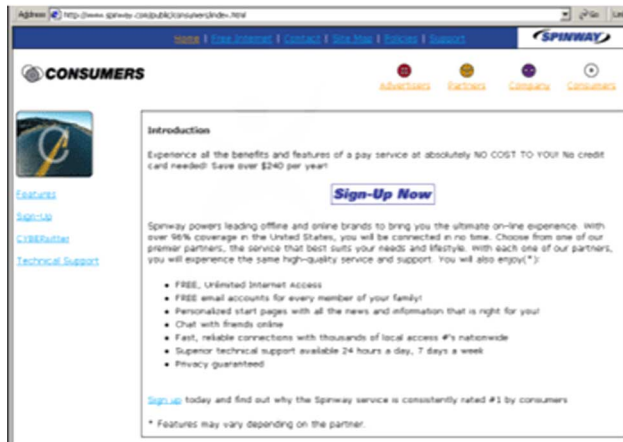 Address http://www.spinway.com/public/consumers/index.html Go
Home | Free Internet | Contact | Site Map | Policies | Support
SPINWAY
CONSUMERS
Advertisers Partners Company Consumers
Introduction
Experience all the benefits and features of a pay service at absolutely NO COST TO YOU! No credit
card needed! Save over $240 per year!
Sign-Up Now
Features
Sign-Up
CYBERsitter
Technical Support
Spinway powers leading offline and online brands to bring you the ultimate on-line experience. With
over 96% coverage in the United States, you will be connected in no time. Choose from one of our
premier partners, the service that best suits your needs and lifestyle. With each one of our partners,
you will experience the same high-quality service and support. You will also enjoy(*):
• FREE, Unlimited Internet Access
• FREE email accounts for every member of your family!
• Personalized start pages with all the news and information that is right for you!
• Chat with friends online
• Fast, reliable connections with thousands of local access #'s nationwide
• Superior technical support available 24 hours a day, 7 days a week
• Privacy guaranteed
Sign up today and find out why the Spinway service is consistently rated #1 by consumers
* Features may vary depending on the partner.